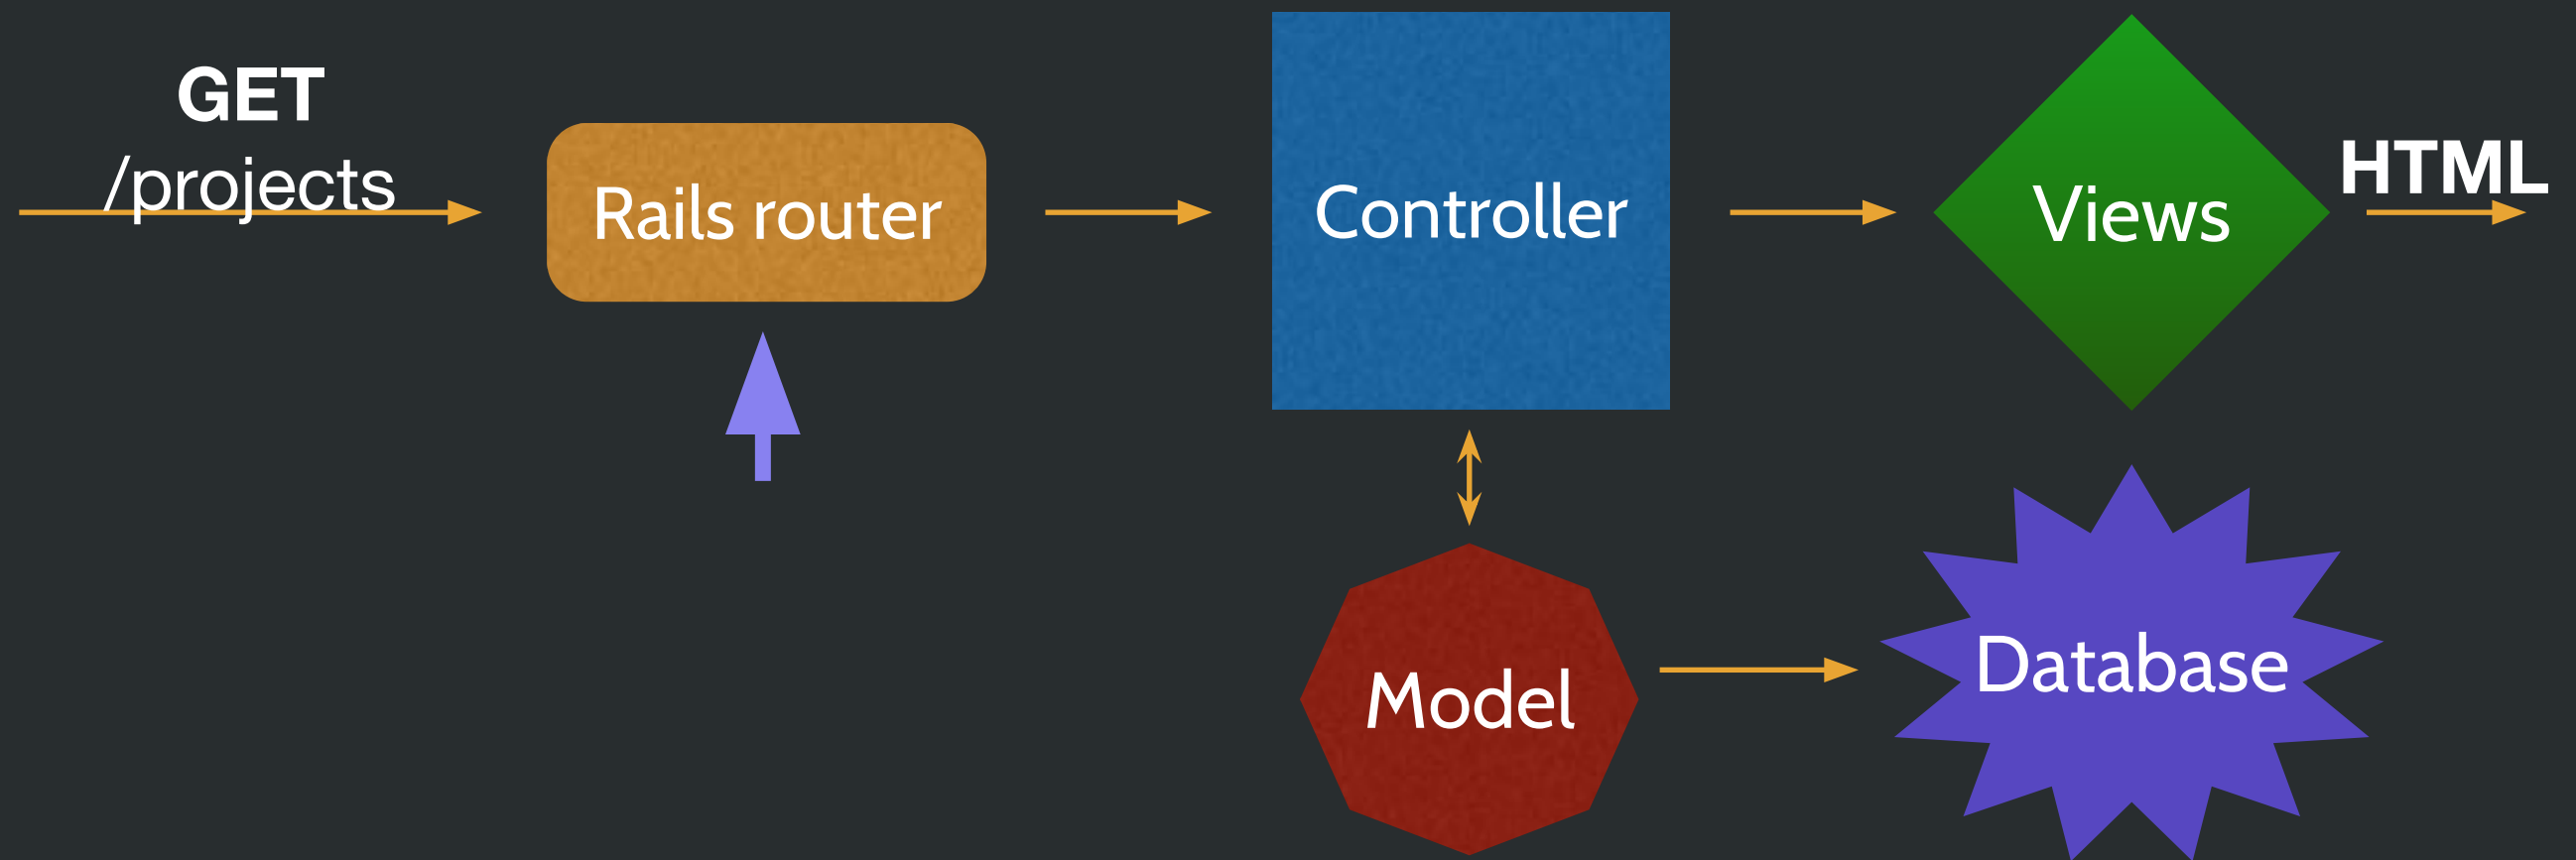 GET
/projects
Rails router
Controller
Views
HTML
Model
Database